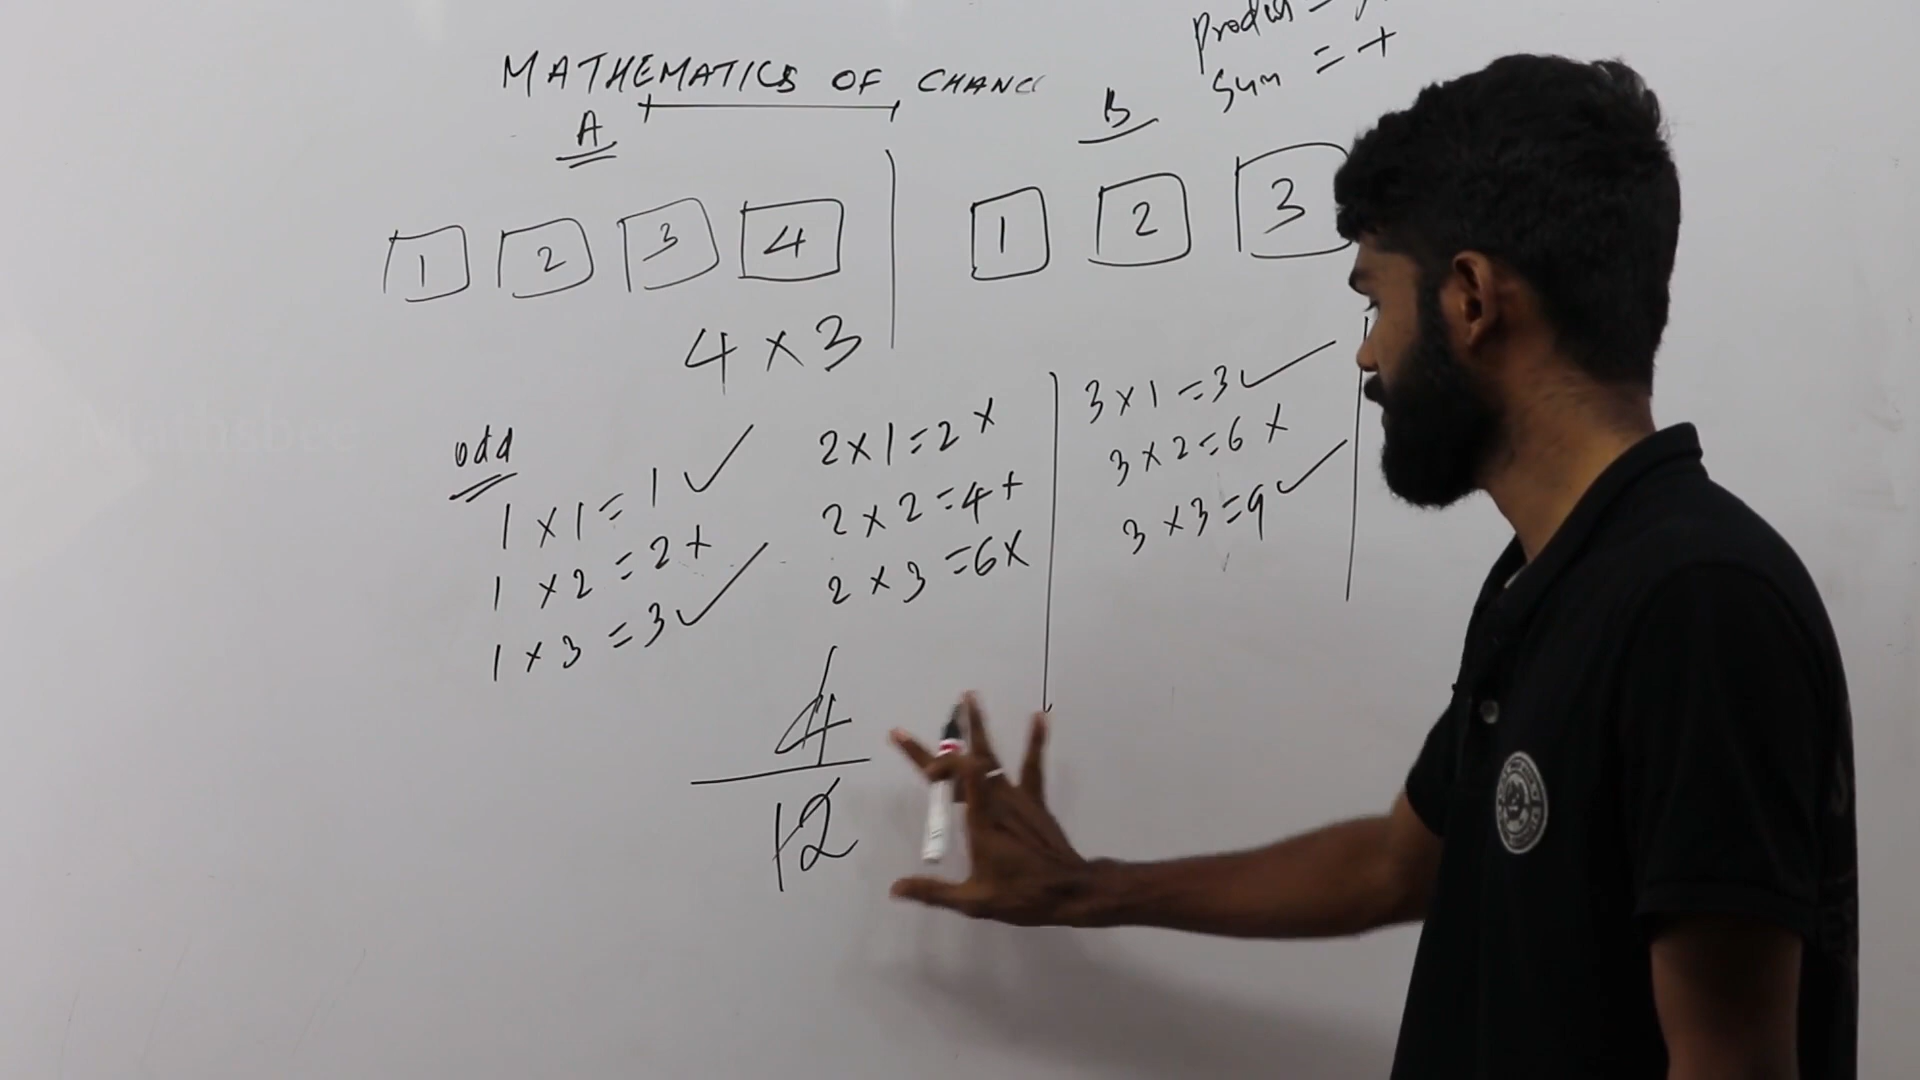 MATHEMATICS OF CHANC
Sum = +
A
B
1 2 3 4
1 2 3
4 × 3
odd
1 × 1 = 1 ✓
1 × 2 = 2 ×
1 × 3 = 3 ✓
2 × 1 = 2 ×
2 × 2 = 4 +
2 × 3 = 6 ×
3 × 1 = 3 ✓
3 × 2 = 6 ×
3 × 3 = 9 ✓
4
12
Mathsbee